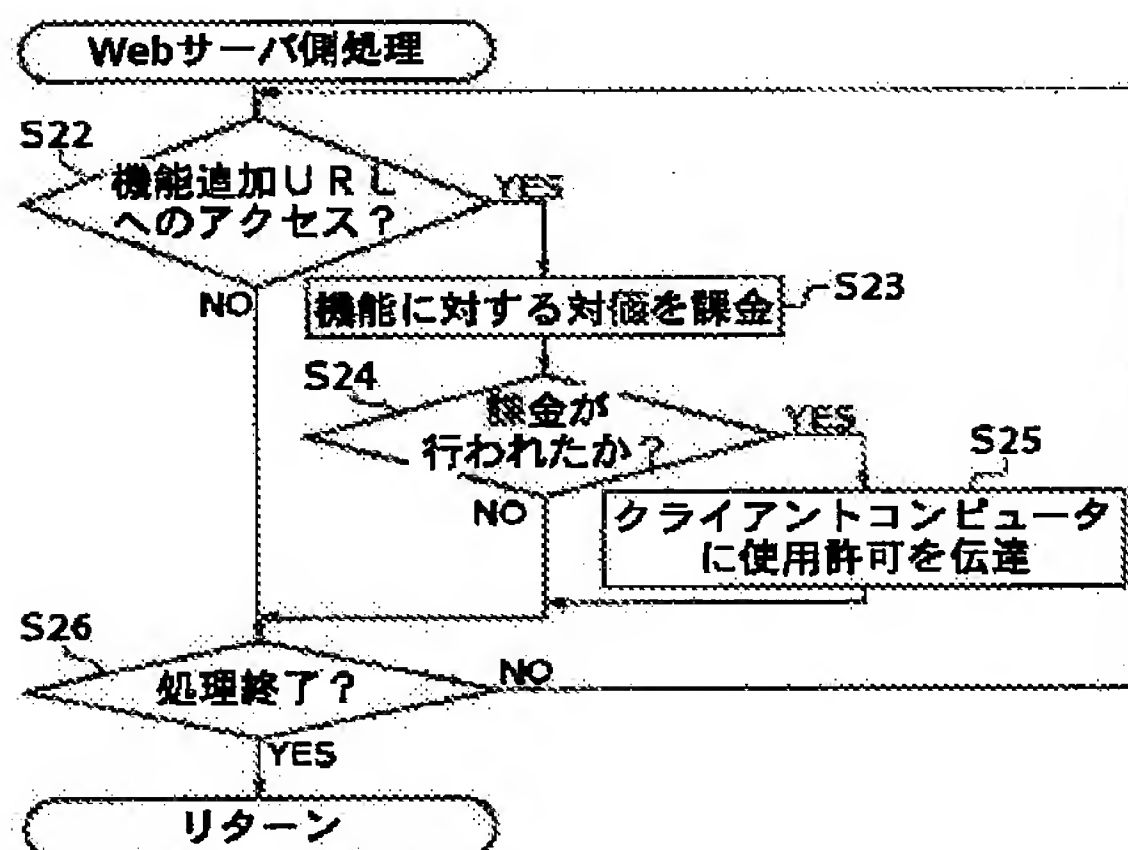 Webサーバ側処理
S22
機能追加URL
へのアクセス?
YES
NO
機能に対する対価を課金
S23
S24
課金が
行われたか?
YES
NO
S25
クライアントコンピュータ
に使用許可を伝達
S26
処理終了?
NO
YES
リターン